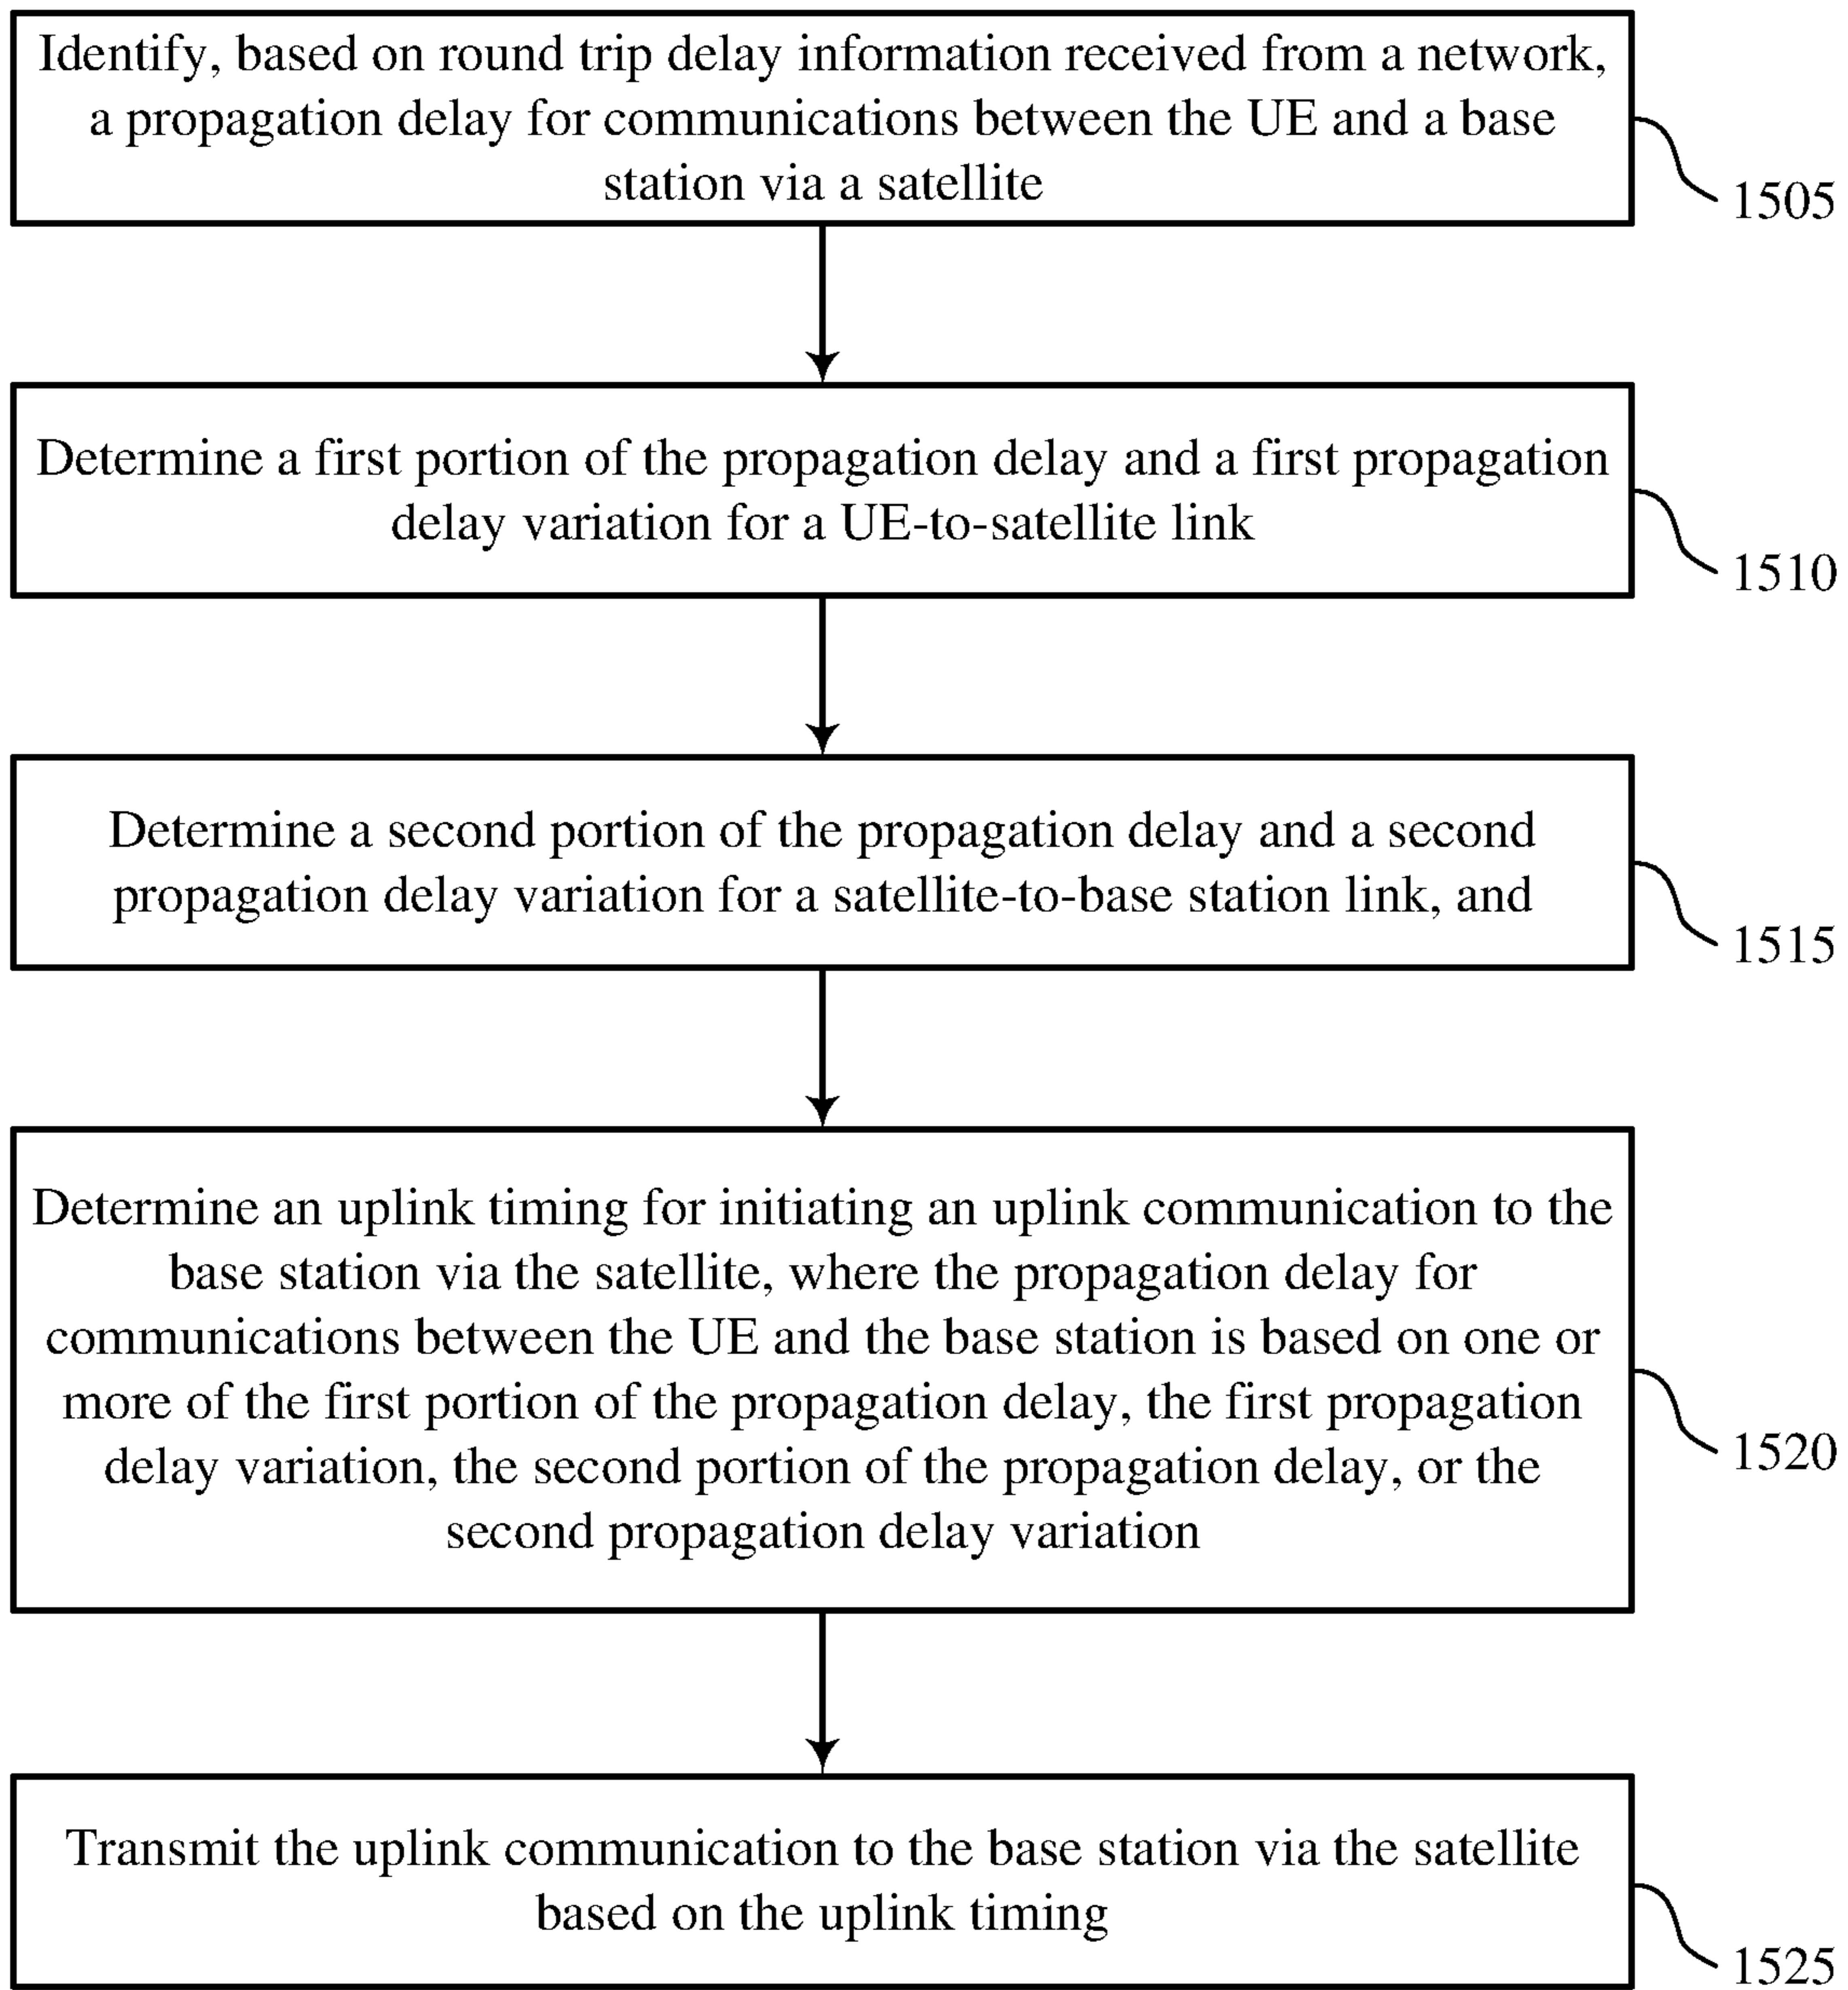 Identify, based on round trip delay information received from a network,
a propagation delay for communications between the UE and a base
station via a satellite
1505
Determine a first portion of the propagation delay and a first propagation
delay variation for a UE-to-satellite link
1510
Determine a second portion of the propagation delay and a second
propagation delay variation for a satellite-to-base station link, and
1515
Determine an uplink timing for initiating an uplink communication to the
base station via the satellite, where the propagation delay for
communications between the UE and the base station is based on one or
more of the first portion of the propagation delay, the first propagation
delay variation, the second portion of the propagation delay, or the
second propagation delay variation
1520
Transmit the uplink communication to the base station via the satellite
based on the uplink timing
1525